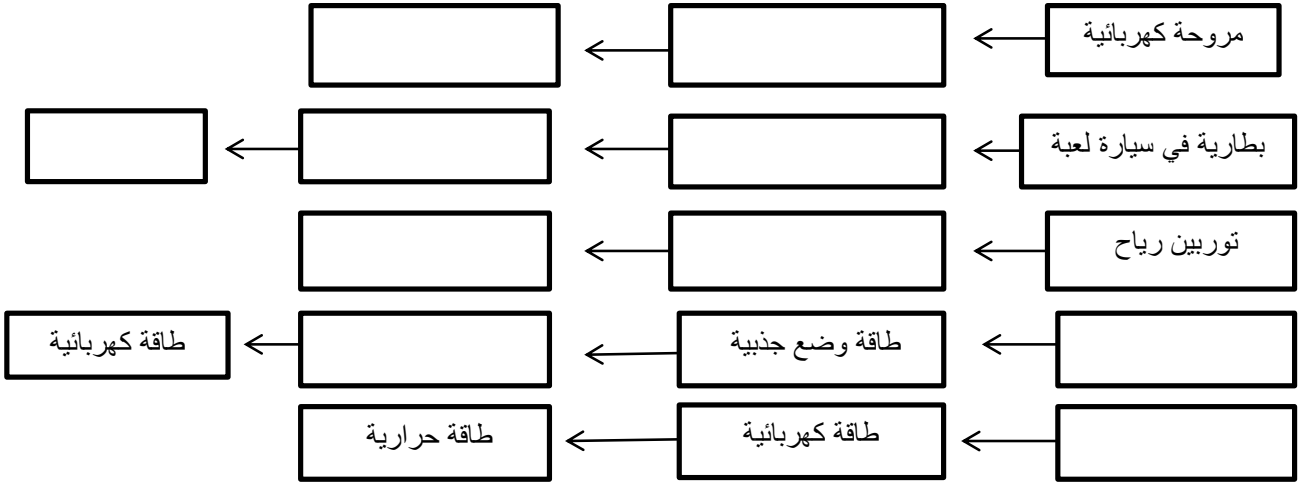 مروحة كهربائية
بطارية في سيارة لعبة
توربين رياح
طاقة وضع جذبية
طاقة كهربائية
طاقة كهربائية
طاقة حرارية